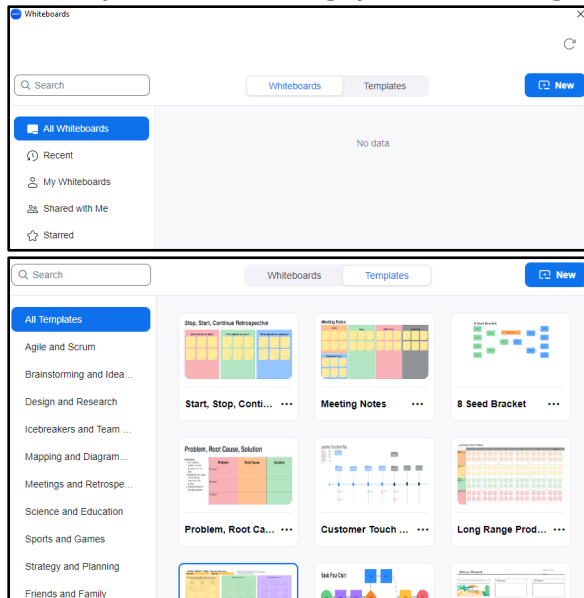 Whiteboards
Search
Whiteboards Templates
New
All Whiteboards
No data
Recent
My Whiteboards
Shared with Me
Starred
Search
Whiteboards Templates
New
All Templates
Agile and Scrum
Brainstorming and Idea...
Design and Research
Icebreakers and Team ...
Mapping and Diagram...
Meetings and Retrospe...
Science and Education
Sports and Games
Strategy and Planning
Friends and Family
Stop, Start, Continue Retrospective
Meeting Notes
8 Seed Bracket
Start, Stop, Conti... ...
Meeting Notes ...
8 Seed Bracket ...
Problem, Root Cause, Solution
Problem Root Cause Solution
Problem, Root Ca... ...
Customer Touch ... ...
Long Range Prod... ...
Basic Flow Chart